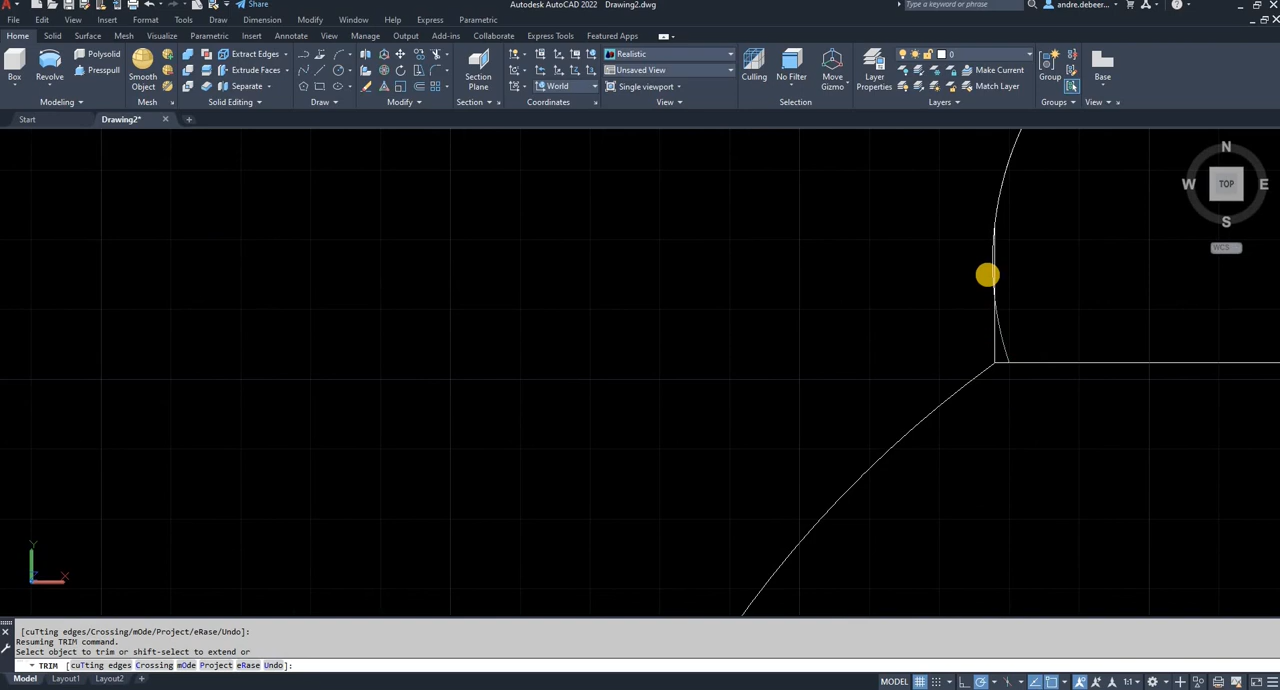 Share
Autodesk AutoCAD 2022 Drawing2.dwg
Type a keyword or phrase
andre.debeer...
File Edit View Insert Format Tools Draw Dimension Modify Window Help Express Parametric
Home Solid Surface Mesh Visualize Parametric Insert Annotate View Manage Output Add-ins Collaborate Express Tools Featured Apps
Box
Revolve
Polysolid
Presspull
Modeling
Smooth Object
Mesh
Extract Edges
Extrude Faces
Separate
Solid Editing
Draw
Modify
Section Plane
Section
World
Coordinates
Realistic
Unsaved View
Single viewport
View
Culling
No Filter
Move Gizmo
Selection
Layer Properties
0
Make Current
Match Layer
Layers
Group
Groups
Base
View
Start Drawing2*
N
W TOP E
S
WCS
Y
X
[cuTting edges/Crossing/mOde/Project/eRase/Undo]:
Resuming TRIM command.
Select object to trim or shift-select to extend or
TRIM [cuTting edges Crossing mOde Project eRase Undo]:
Model Layout1 Layout2 +
MODEL
1:1